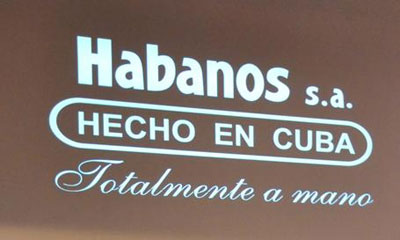 Habanos s.a.
HECHO EN CUBA
Totalmente a mano